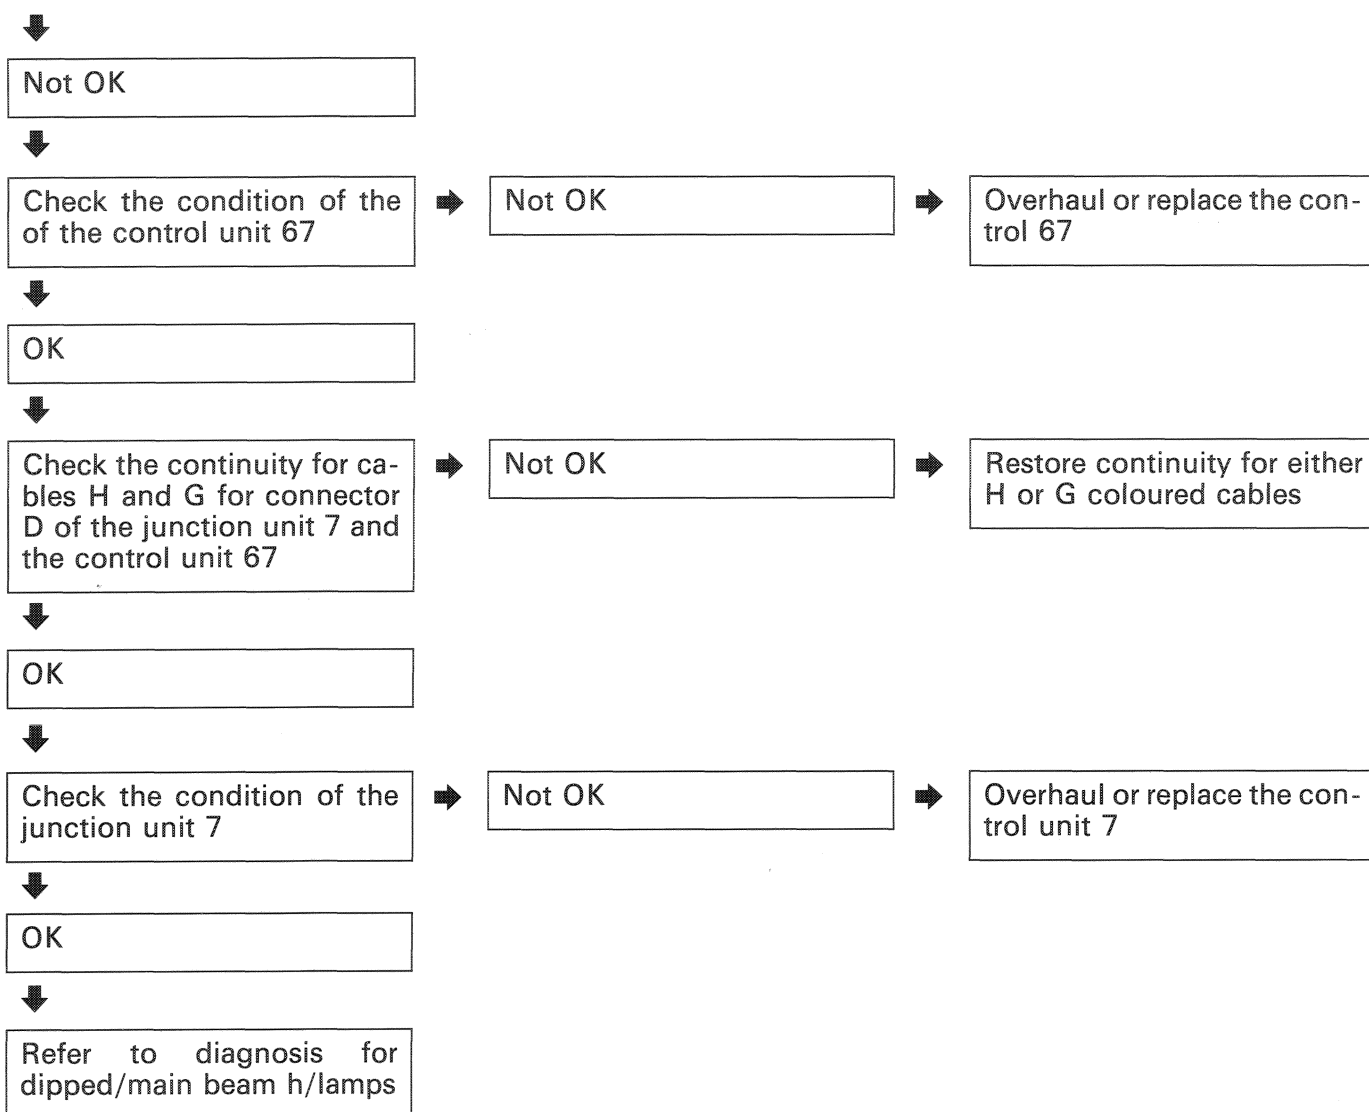 Not OK
Check the condition of the
of the control unit 67
Not OK
Overhaul or replace the con-
trol 67
OK
Check the continuity for ca-
bles H and G for connector
D of the junction unit 7 and
the control unit 67
Not OK
Restore continuity for either
H or G coloured cables
OK
Check the condition of the
junction unit 7
Not OK
Overhaul or replace the con-
trol unit 7
OK
Refer to diagnosis for
dipped/main beam h/lamps